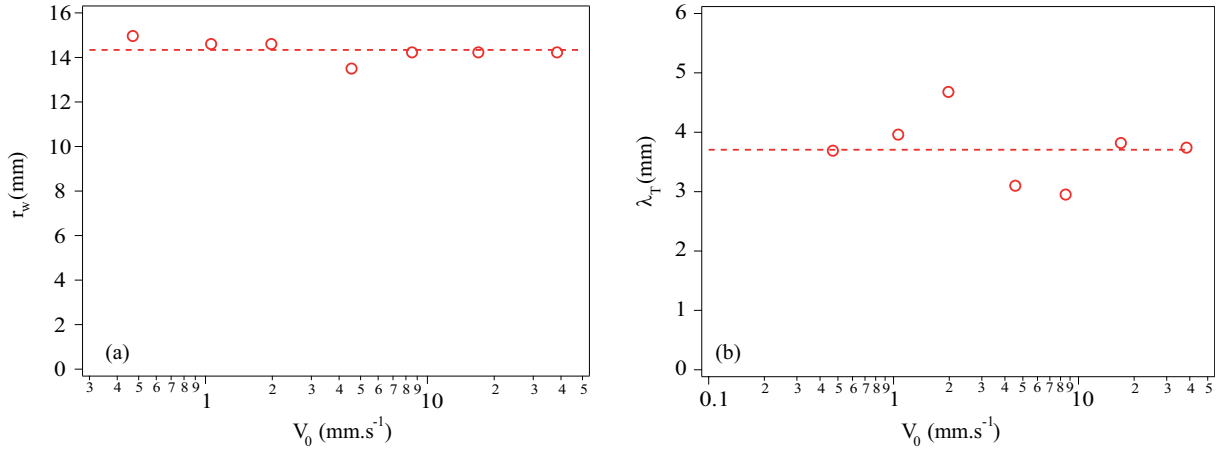 16
14
12
10
8
6
4
2
0
r_w (mm)
(a)
3 4 5 6 7 8 9 1 2 3 4 5 6 7 8 9 10 2 3 4 5
V_0 (mm.s^-1)
6
5
4
3
2
1
0
λ_T (mm)
(b)
0.1 2 3 4 5 6 7 8 9 1 2 3 4 5 6 7 8 9 10 2 3 4 5
V_0 (mm.s^-1)